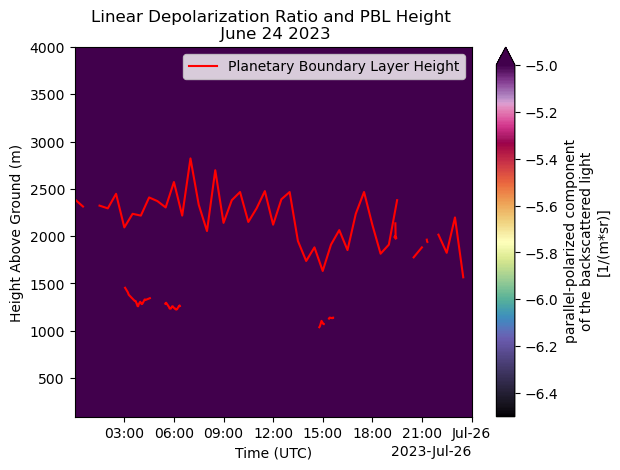 Linear Depolarization Ratio and PBL Height
June 24 2023
Planetary Boundary Layer Height
Height Above Ground (m)
4000
3500
3000
2500
2000
1500
1000
500
03:00 06:00 09:00 12:00 15:00 18:00 21:00 Jul-26
2023-Jul-26
Time (UTC)
−5.0
−5.2
−5.4
−5.6
−5.8
−6.0
−6.2
−6.4
parallel-polarized component
of the backscattered light
[1/(m*sr)]